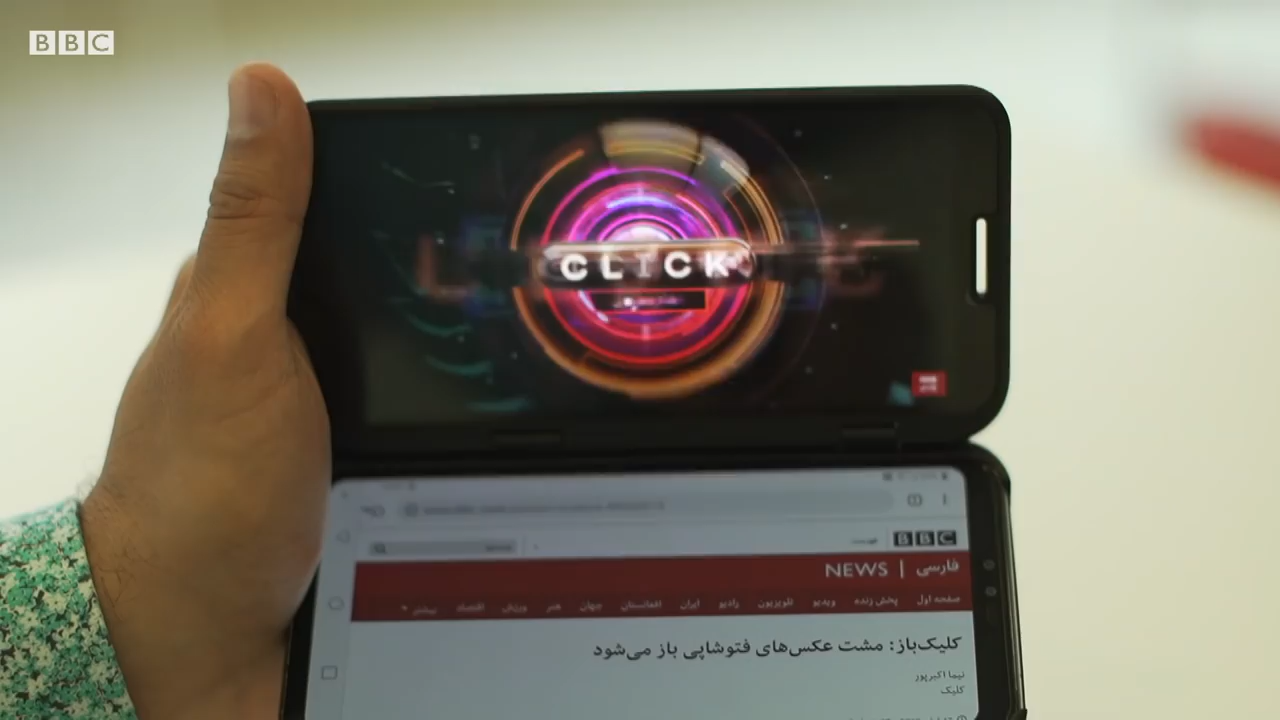 BBC
CLICK
BBC
فهرست
فارسی | NEWS
صفحه اول پخش زنده ویدیو تلویزیون رادیو ایران افغانستان جهان هنر ورزش اقتصاد بیشتر
کلیک‌باز: مشت عکس‌های فتوشاپی باز می‌شود
نیما اکبرپور
کلیک